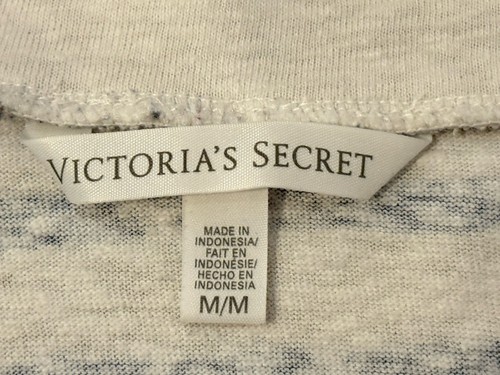 VICTORIA'S SECRET
MADE IN
INDONESIA/
FAIT EN
INDONÉSIE/
HECHO EN
INDONESIA
M/M